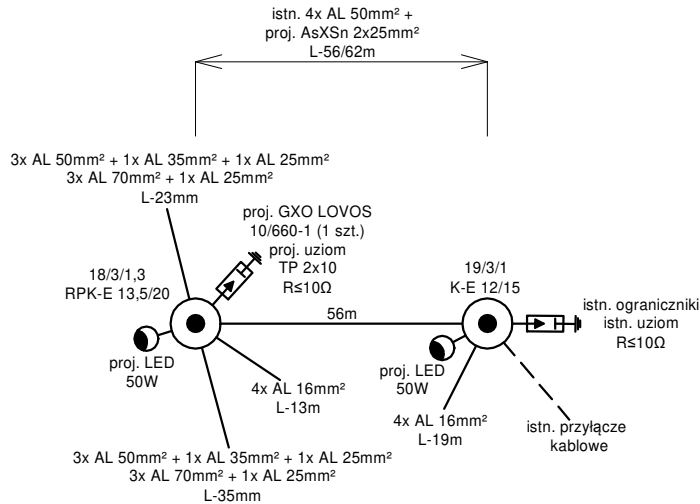 istn. 4x AL 50mm² +
proj. AsXSn 2x25mm²
L-56/62m
3x AL 50mm² + 1x AL 35mm² + 1x AL 25mm²
3x AL 70mm² + 1x AL 25mm²
L-23mm
proj. GXO LOVOS
10/660-1 (1 szt.)
proj. uziom
TP 2x10
R≤10Ω
18/3/1,3
RPK-E 13,5/20
56m
19/3/1
K-E 12/15
istn. ograniczniki
istn. uziom
R≤10Ω
proj. LED
50W
proj. LED
50W
4x AL 16mm²
L-13m
4x AL 16mm²
L-19m
istn. przyłącze
kablowe
3x AL 50mm² + 1x AL 35mm² + 1x AL 25mm²
3x AL 70mm² + 1x AL 25mm²
L-35mm